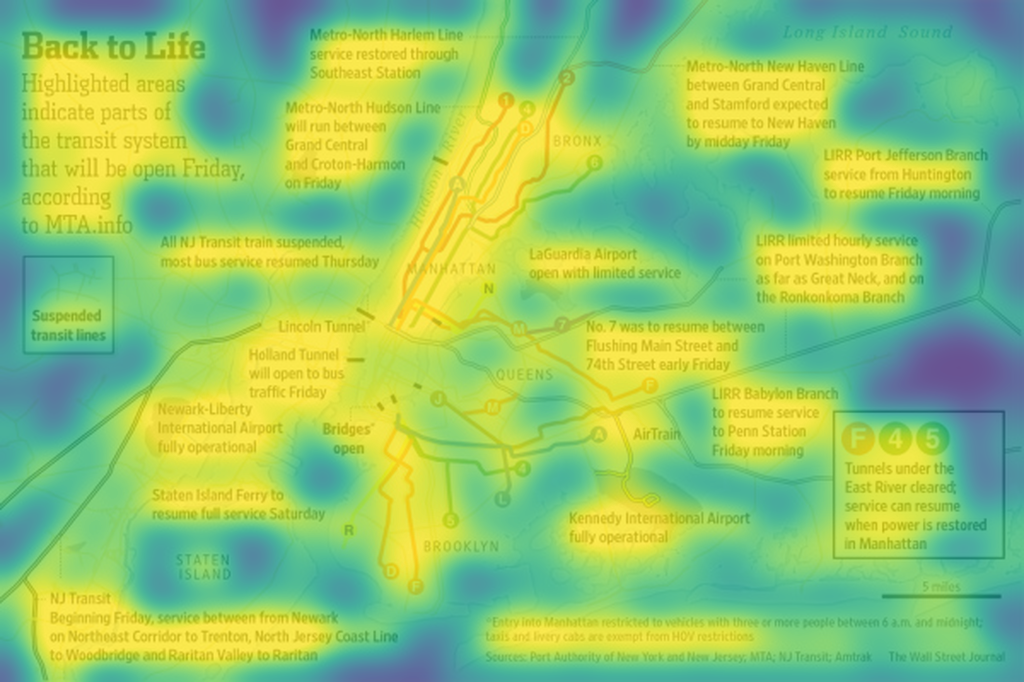 Back to Life
Highlighted areas
indicate parts of
the transit system
that will be open Friday,
according
to MTA.info
Metro-North Harlem Line
service restored through
Southeast Station
Metro-North Hudson Line
will run between
Grand Central
and Croton-Harmon
on Friday
Long Island Sound
Metro-North New Haven Line
between Grand Central
and Stamford expected
to resume to New Haven
by midday Friday
LIRR Port Jefferson Branch
service from Huntington
to resume Friday morning
Hudson River
1
4
D
2
BRONX
6
A
All NJ Transit train suspended,
most bus service resumed Thursday
MANHATTAN
LaGuardia Airport
open with limited service
LIRR limited hourly service
on Port Washington Branch
as far as Great Neck, and on
the Ronkonkoma Branch
Suspended
transit lines
N
Lincoln Tunnel*
M
7
No. 7 was to resume between
Flushing Main Street and
74th Street early Friday
Holland Tunnel
will open to bus
traffic Friday
QUEENS
F
Newark-Liberty
International Airport
fully operational
J
M
LIRR Babylon Branch
to resume service
to Penn Station
Friday morning
Bridges*
open
A
AirTrain
F 4 5
Tunnels under the
East River cleared;
service can resume
when power is restored
in Manhattan
4
L
Staten Island Ferry to
resume full service Saturday
R
5
Kennedy International Airport
fully operational
BROOKLYN
STATEN
ISLAND
D
F
5 miles
NJ Transit
Beginning Friday, service between from Newark
on Northeast Corridor to Trenton, North Jersey Coast Line
to Woodbridge and Raritan Valley to Raritan
*Entry into Manhattan restricted to vehicles with three or more people between 6 a.m. and midnight;
taxis and livery cabs are exempt from HOV restrictions
Sources: Port Authority of New York and New Jersey; MTA; NJ Transit; Amtrak
The Wall Street Journal